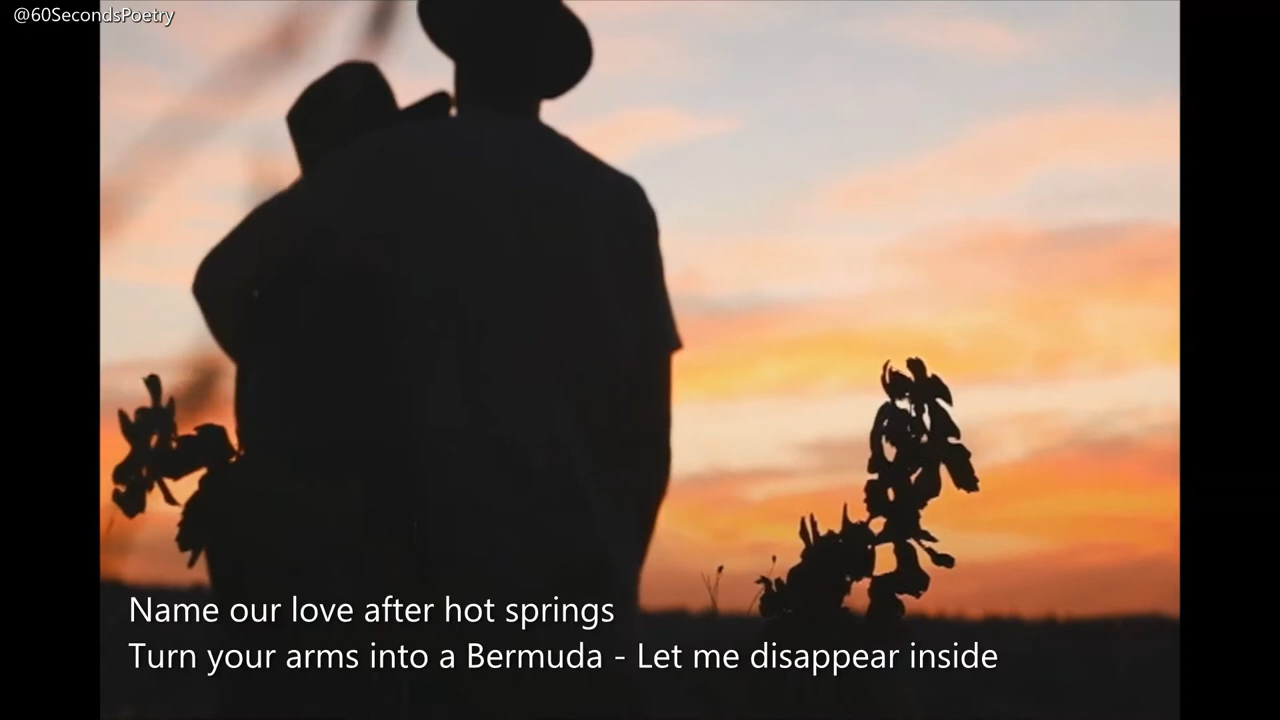 @60SecondsPoetry
Name our love after hot springs
Turn your arms into a Bermuda - Let me disappear inside